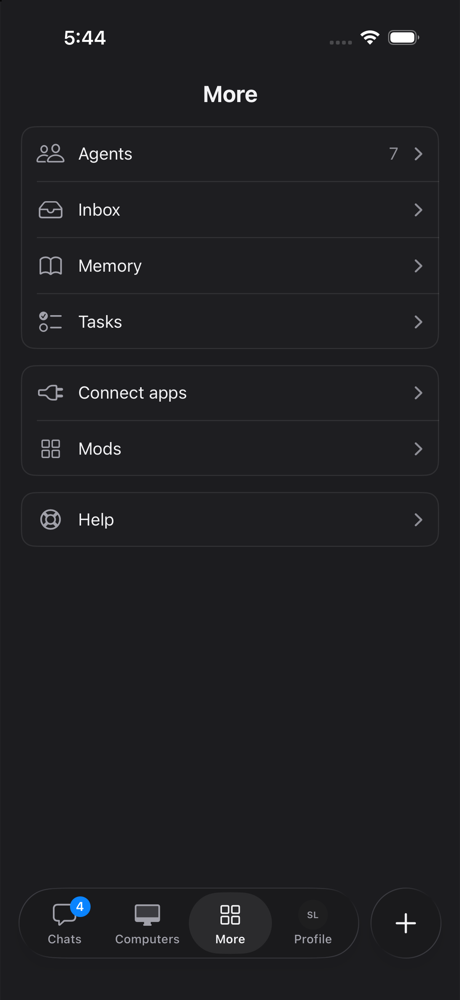 5:44
More
Agents 7
Inbox
Memory
Tasks
Connect apps
Mods
Help
4
Chats Computers More SL Profile